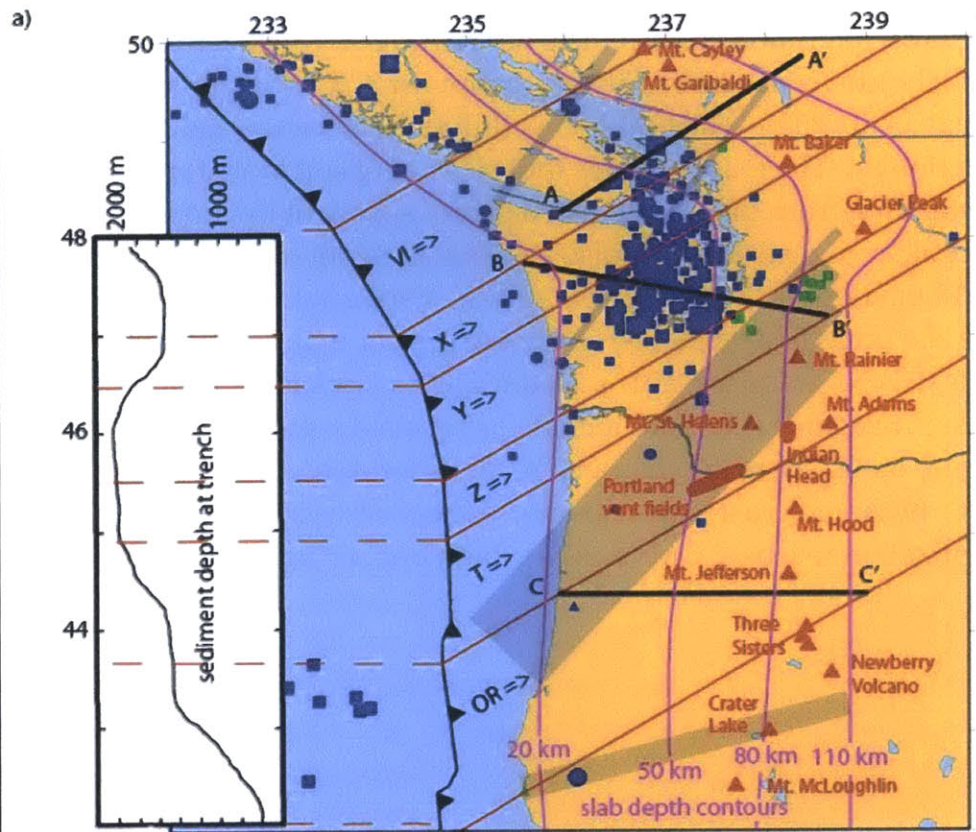 a)
233
235
237
239
50
48
46
44
2000 m
1000 m
sediment depth at trench
Mt. Cayley
Mt. Garibaldi
A'
Mt. Baker
A
Glacier Peak
VI =>
B
B'
X =>
Mt. Rainier
Y =>
Mt. Adams
Mt. St. Helens
Indian
Head
Z =>
Portland
vent fields
Mt. Hood
T =>
Mt. Jefferson
C
C'
Three
Sisters
Newberry
Volcano
OR =>
Crater
Lake
20 km
50 km
80 km
110 km
Mt. McLoughlin
slab depth contours